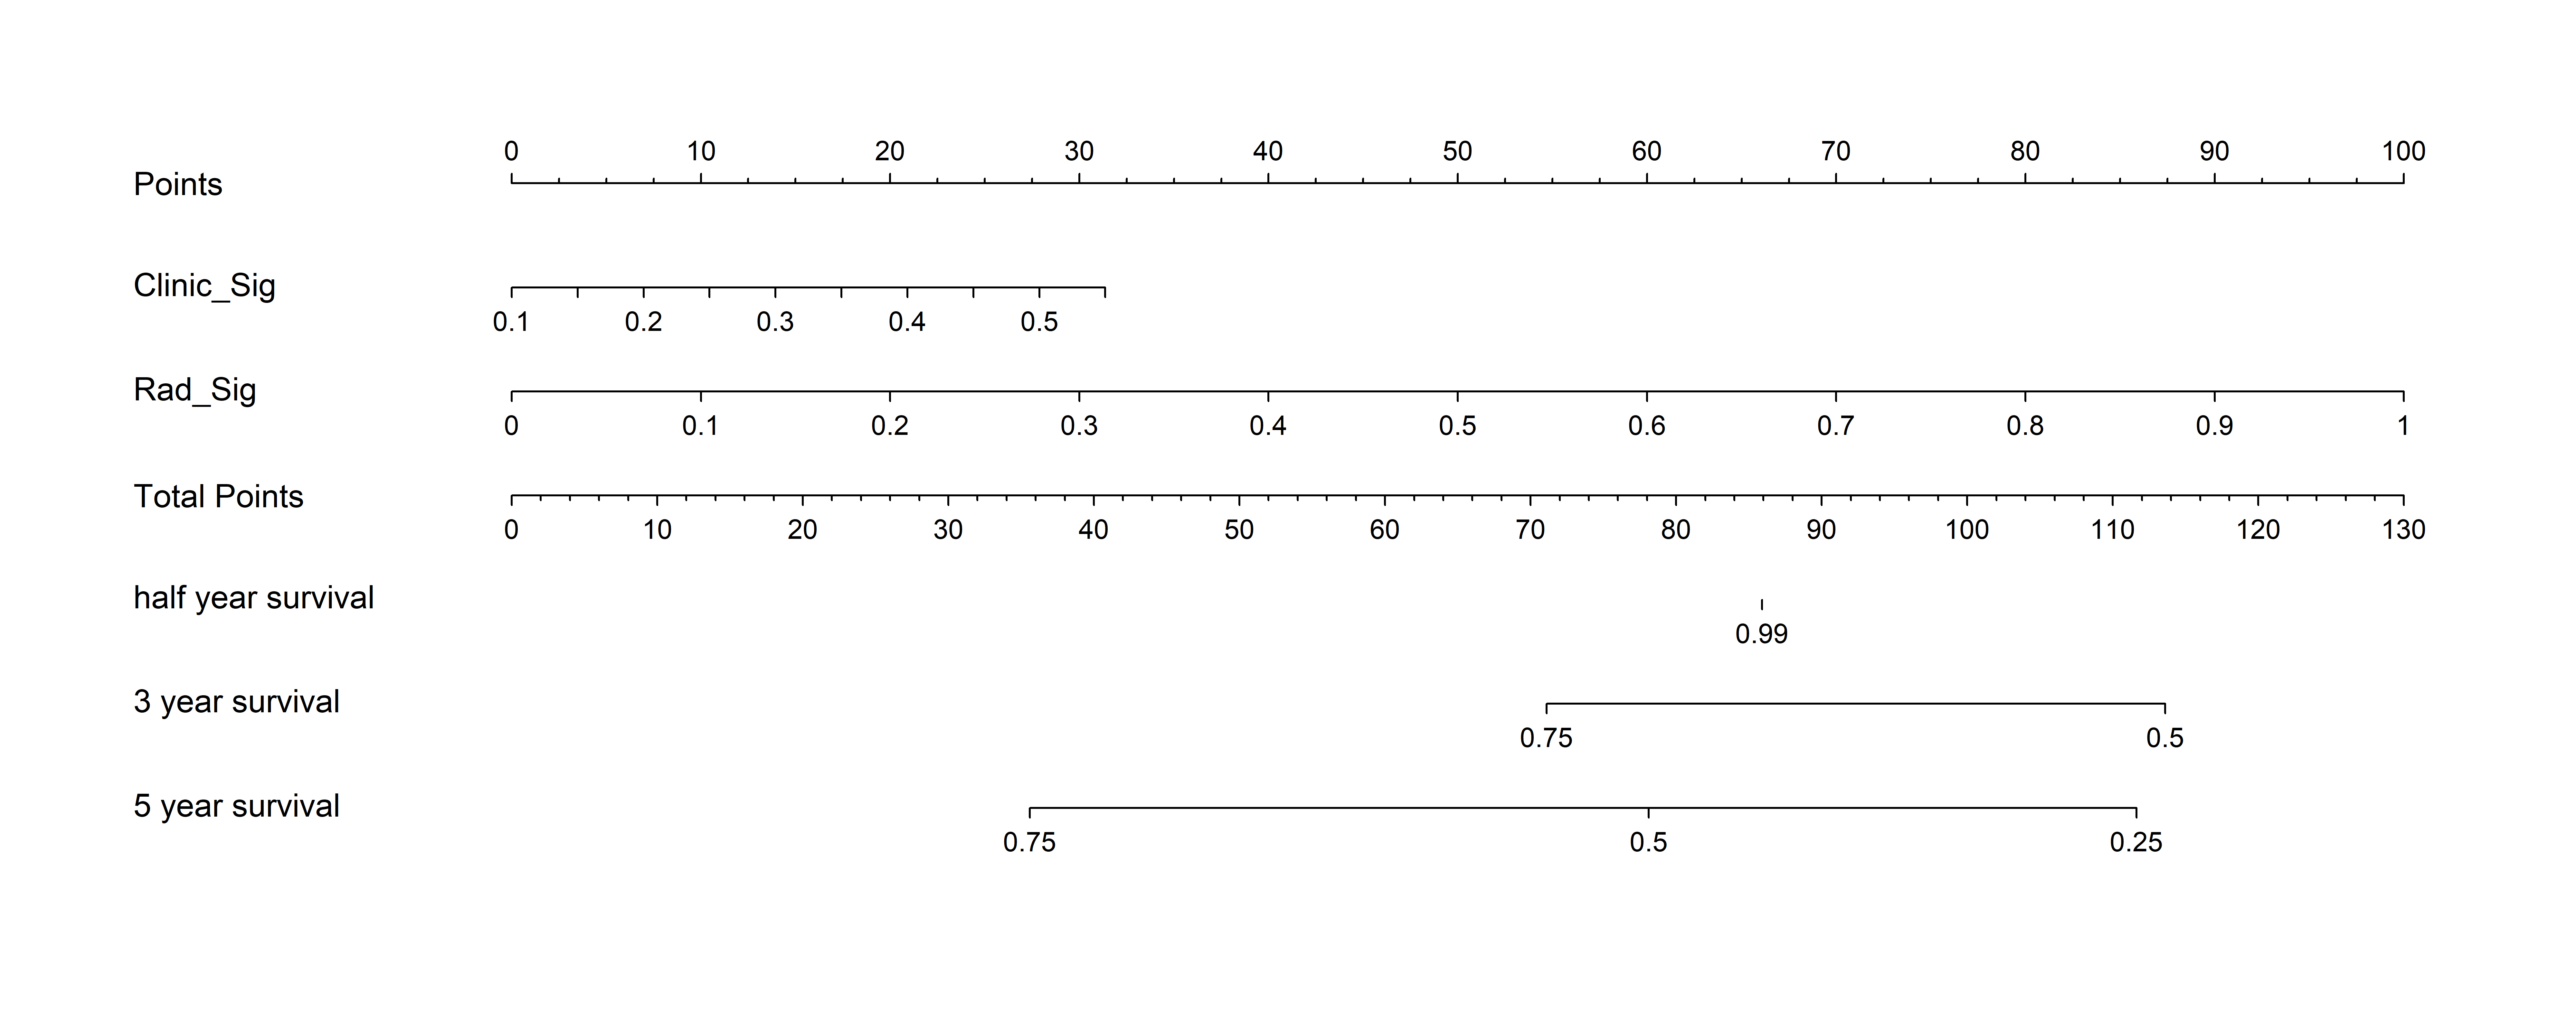 0 10 20 30 40 50 60 70 80 90 100
Points
Clinic_Sig
0.1 0.2 0.3 0.4 0.5
Rad_Sig
0 0.1 0.2 0.3 0.4 0.5 0.6 0.7 0.8 0.9 1
Total Points
0 10 20 30 40 50 60 70 80 90 100 110 120 130
half year survival
0.99
3 year survival
0.75 0.5
5 year survival
0.75 0.5 0.25